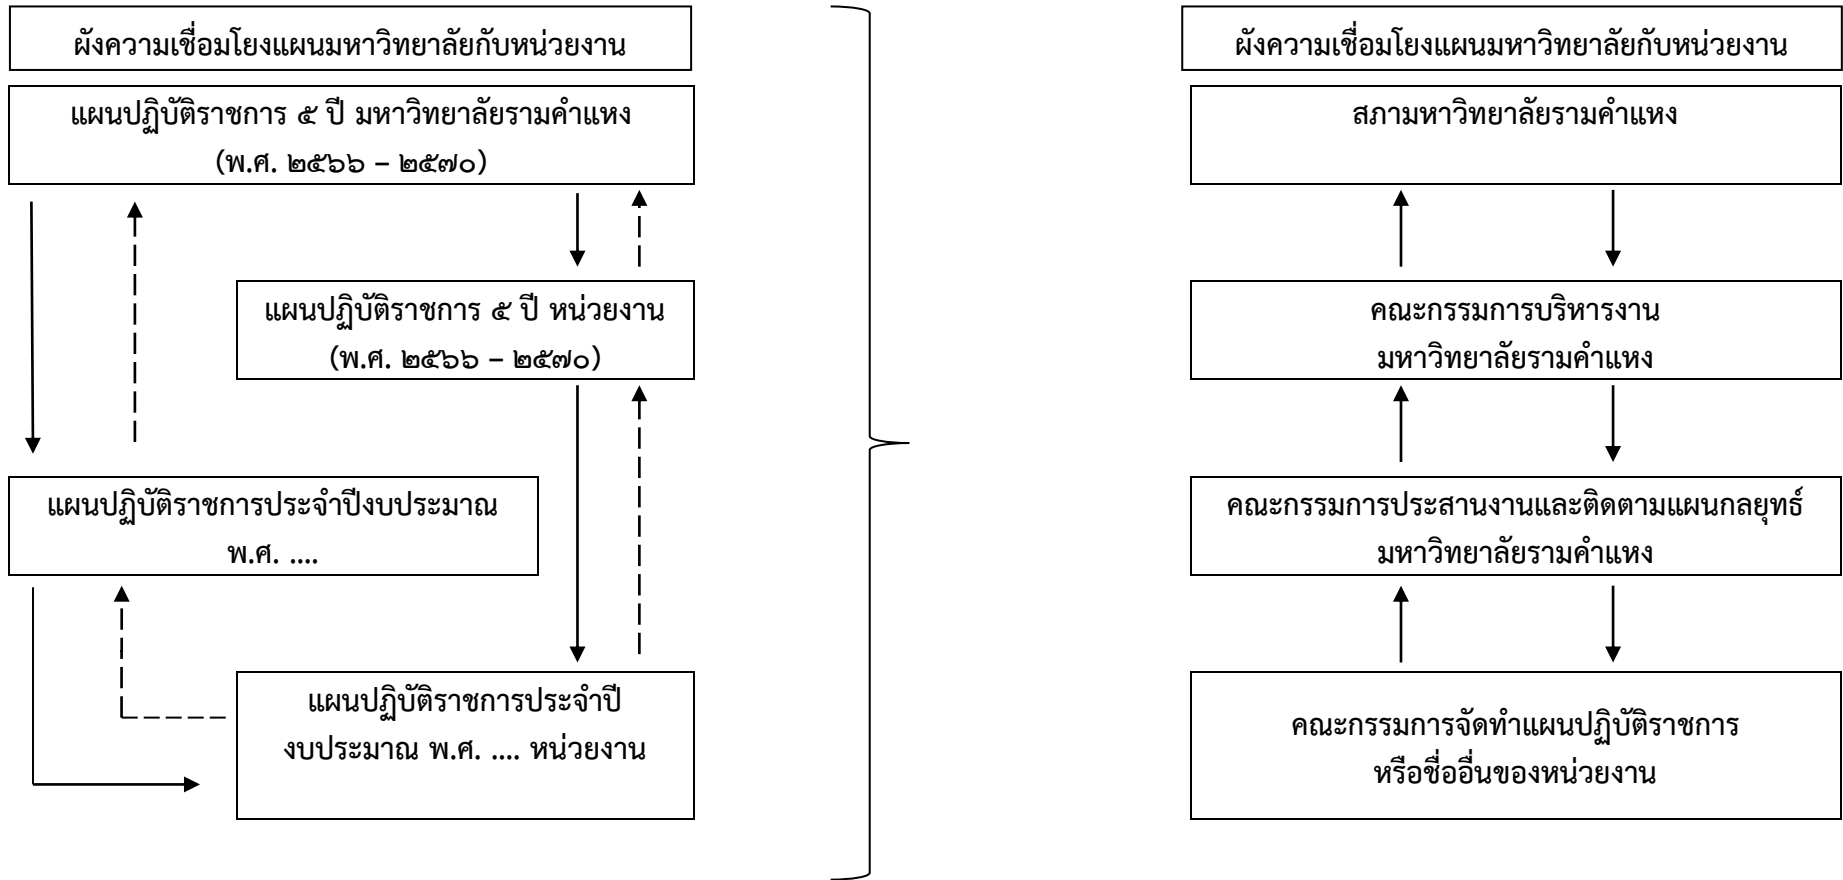 ผังความเชื่อมโยงแผนมหาวิทยาลัยกับหน่วยงาน
แผนปฏิบัติราชการ ๕ ปี มหาวิทยาลัยรามคำแหง
(พ.ศ. ๒๕๖๖ – ๒๕๗๐)
แผนปฏิบัติราชการ ๕ ปี หน่วยงาน
(พ.ศ. ๒๕๖๖ – ๒๕๗๐)
แผนปฏิบัติราชการประจำปีงบประมาณ
พ.ศ. ....
แผนปฏิบัติราชการประจำปี
งบประมาณ พ.ศ. .... หน่วยงาน
ผังความเชื่อมโยงแผนมหาวิทยาลัยกับหน่วยงาน
สภามหาวิทยาลัยรามคำแหง
คณะกรรมการบริหารงาน
มหาวิทยาลัยรามคำแหง
คณะกรรมการประสานงานและติดตามแผนกลยุทธ์
มหาวิทยาลัยรามคำแหง
คณะกรรมการจัดทำแผนปฏิบัติราชการ
หรือชื่ออื่นของหน่วยงาน